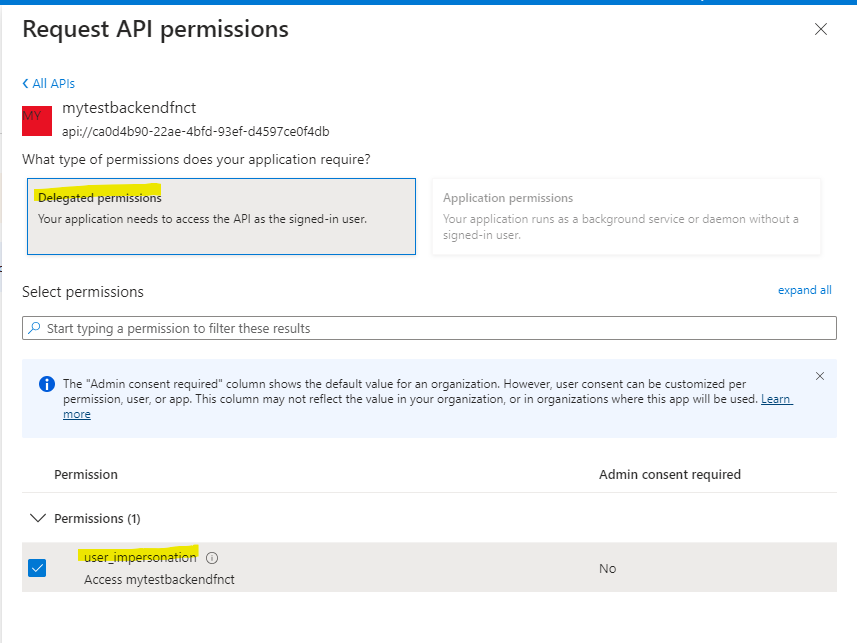 Request API permissions
All APIs
MY
mytestbackendfnct
api://ca0d4b90-22ae-4bfd-93ef-d4597ce0f4db
What type of permissions does your application require?
Delegated permissions
Your application needs to access the API as the signed-in user.
Application permissions
Your application runs as a background service or daemon without a
signed-in user.
Select permissions
expand all
Start typing a permission to filter these results
The "Admin consent required" column shows the default value for an organization. However, user consent can be customized per
permission, user, or app. This column may not reflect the value in your organization, or in organizations where this app will be used. Learn
more
Permission
Admin consent required
Permissions (1)
user_impersonation
Access mytestbackendfnct
No